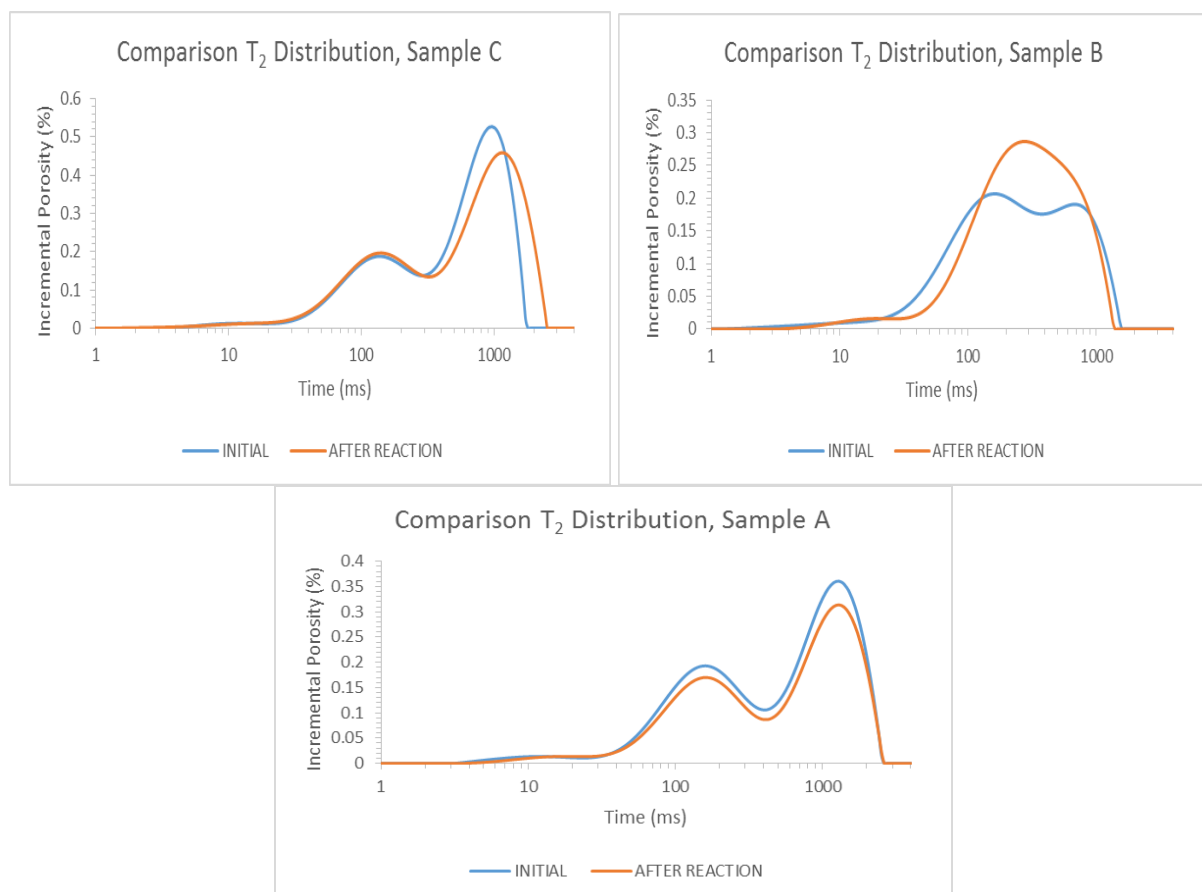 Comparison T₂ Distribution, Sample C
Incremental Porosity (%)
0.6
0.5
0.4
0.3
0.2
0.1
0
1 10 100 1000
Time (ms)
INITIAL AFTER REACTION
Comparison T₂ Distribution, Sample B
Incremental Porosity (%)
0.35
0.3
0.25
0.2
0.15
0.1
0.05
0
1 10 100 1000
Time (ms)
INITIAL AFTER REACTION
Comparison T₂ Distribution, Sample A
Incremental Porosity (%)
0.4
0.35
0.3
0.25
0.2
0.15
0.1
0.05
0
1 10 100 1000
Time (ms)
INITIAL AFTER REACTION